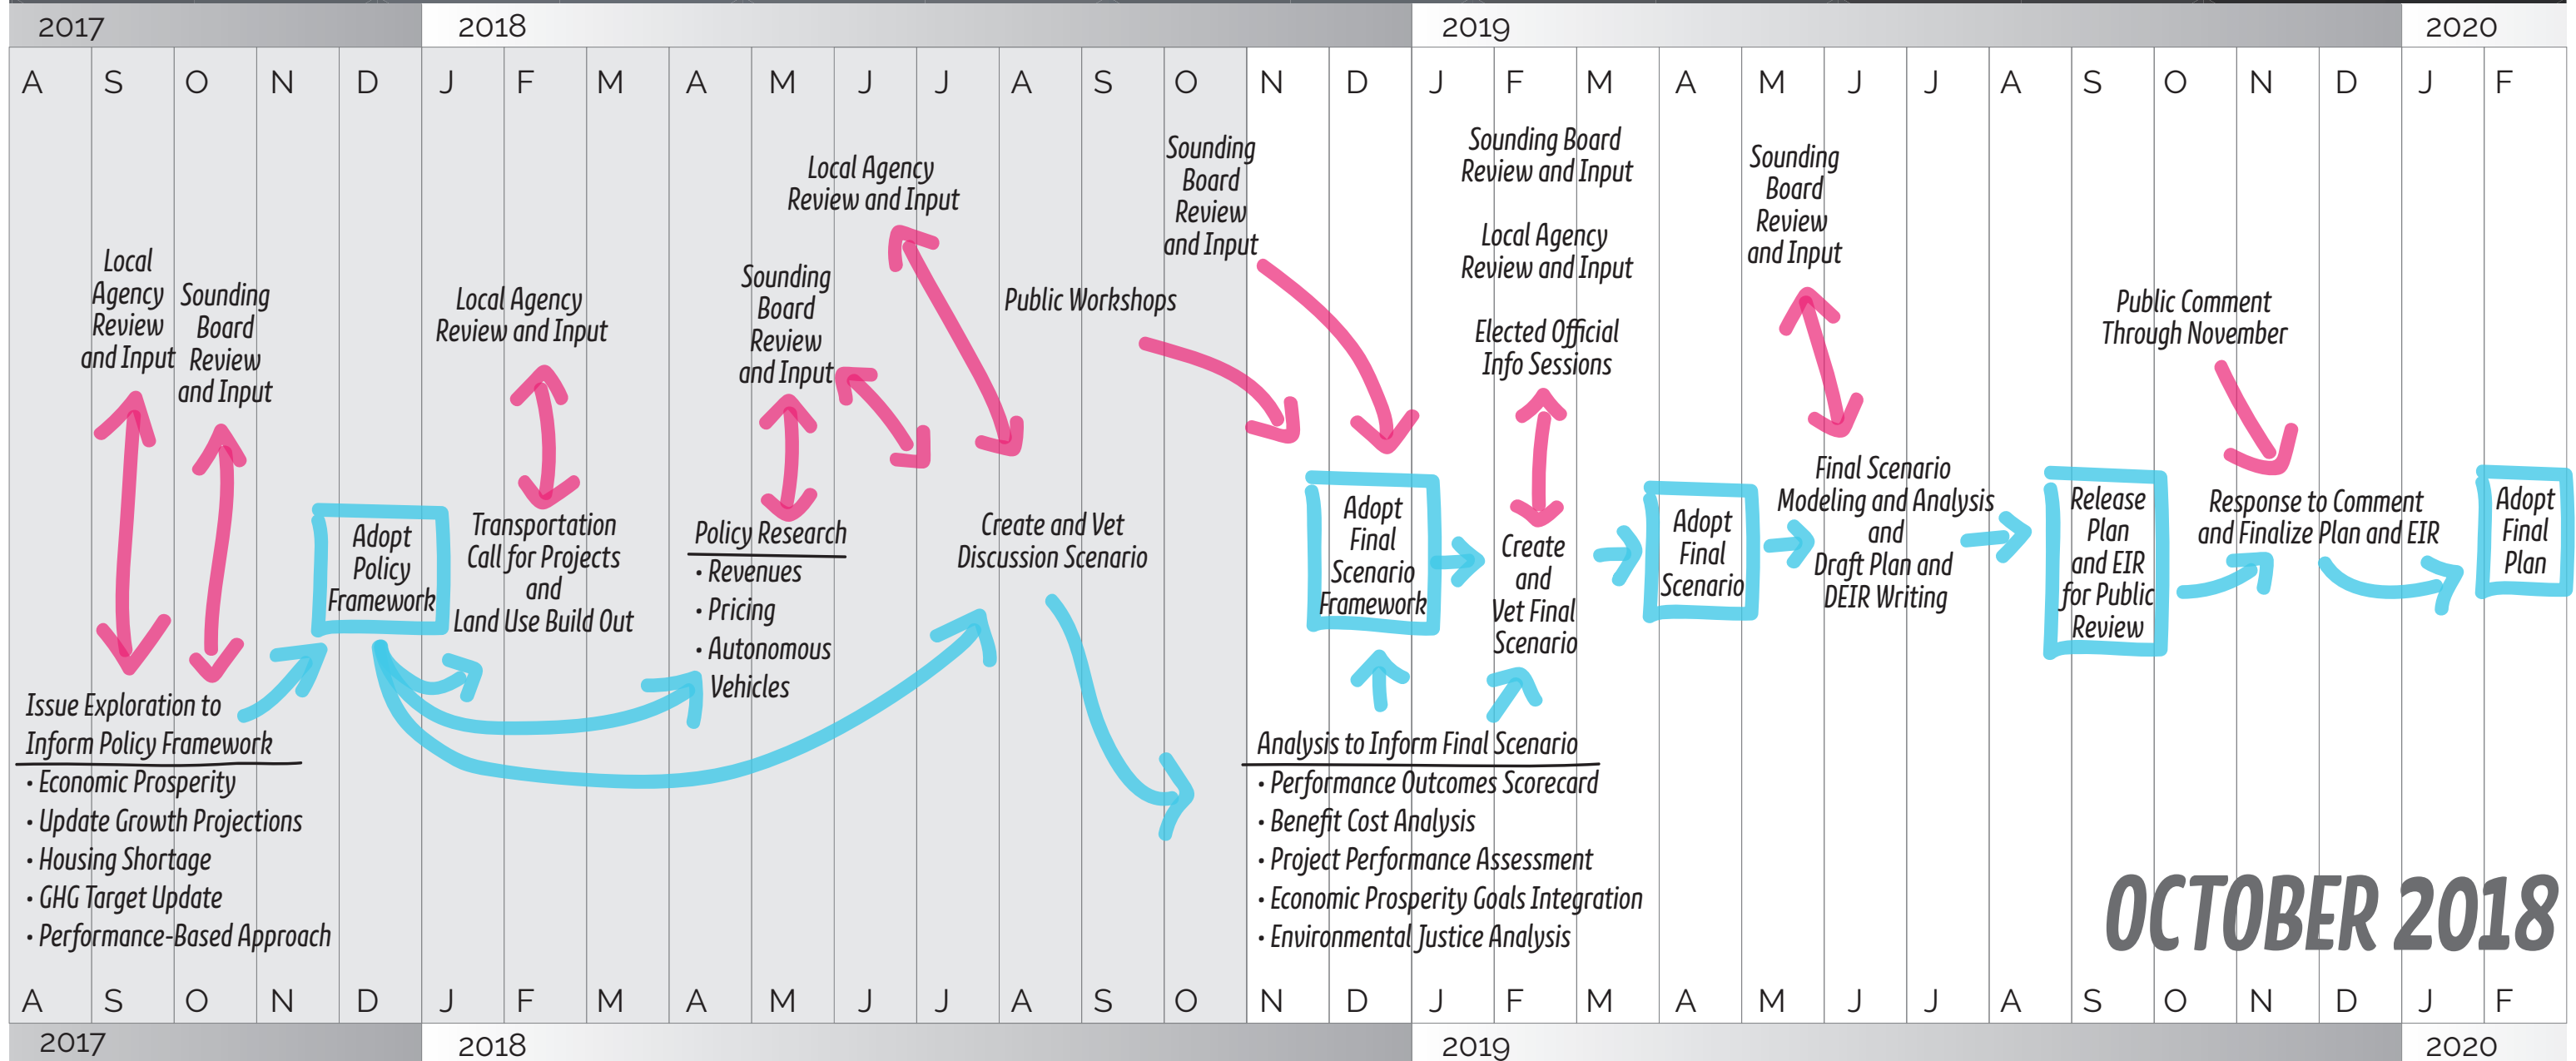 2017 2018 2019 2020
A S O N D J F M A M J J A S O N D J F M A M J J A S O N D J F
Local
Agency
Review
and Input
Sounding
Board
Review
and Input
Local Agency
Review and Input
Sounding
Board
Review
and Input
Local Agency
Review and Input
Public Workshops
Sounding
Board
Review
and Input
Sounding Board
Review and Input
Local Agency
Review and Input
Elected Official
Info Sessions
Sounding
Board
Review
and Input
Public Comment
Through November
Issue Exploration to
Inform Policy Framework
• Economic Prosperity
• Update Growth Projections
• Housing Shortage
• GHG Target Update
• Performance-Based Approach
Adopt
Policy
Framework
Transportation
Call for Projects
and
Land Use Build Out
Policy Research
• Revenues
• Pricing
• Autonomous
Vehicles
Create and Vet
Discussion Scenario
Adopt
Final
Scenario
Framework
Analysis to Inform Final Scenario
• Performance Outcomes Scorecard
• Benefit Cost Analysis
• Project Performance Assessment
• Economic Prosperity Goals Integration
• Environmental Justice Analysis
Create
and
Vet Final
Scenario
Adopt
Final
Scenario
Final Scenario
Modeling and Analysis
and
Draft Plan and
DEIR Writing
Release
Plan
and EIR
for Public
Review
Response to Comment
and Finalize Plan and EIR
Adopt
Final
Plan
OCTOBER 2018
A S O N D J F M A M J J A S O N D J F M A M J J A S O N D J F
2017 2018 2019 2020